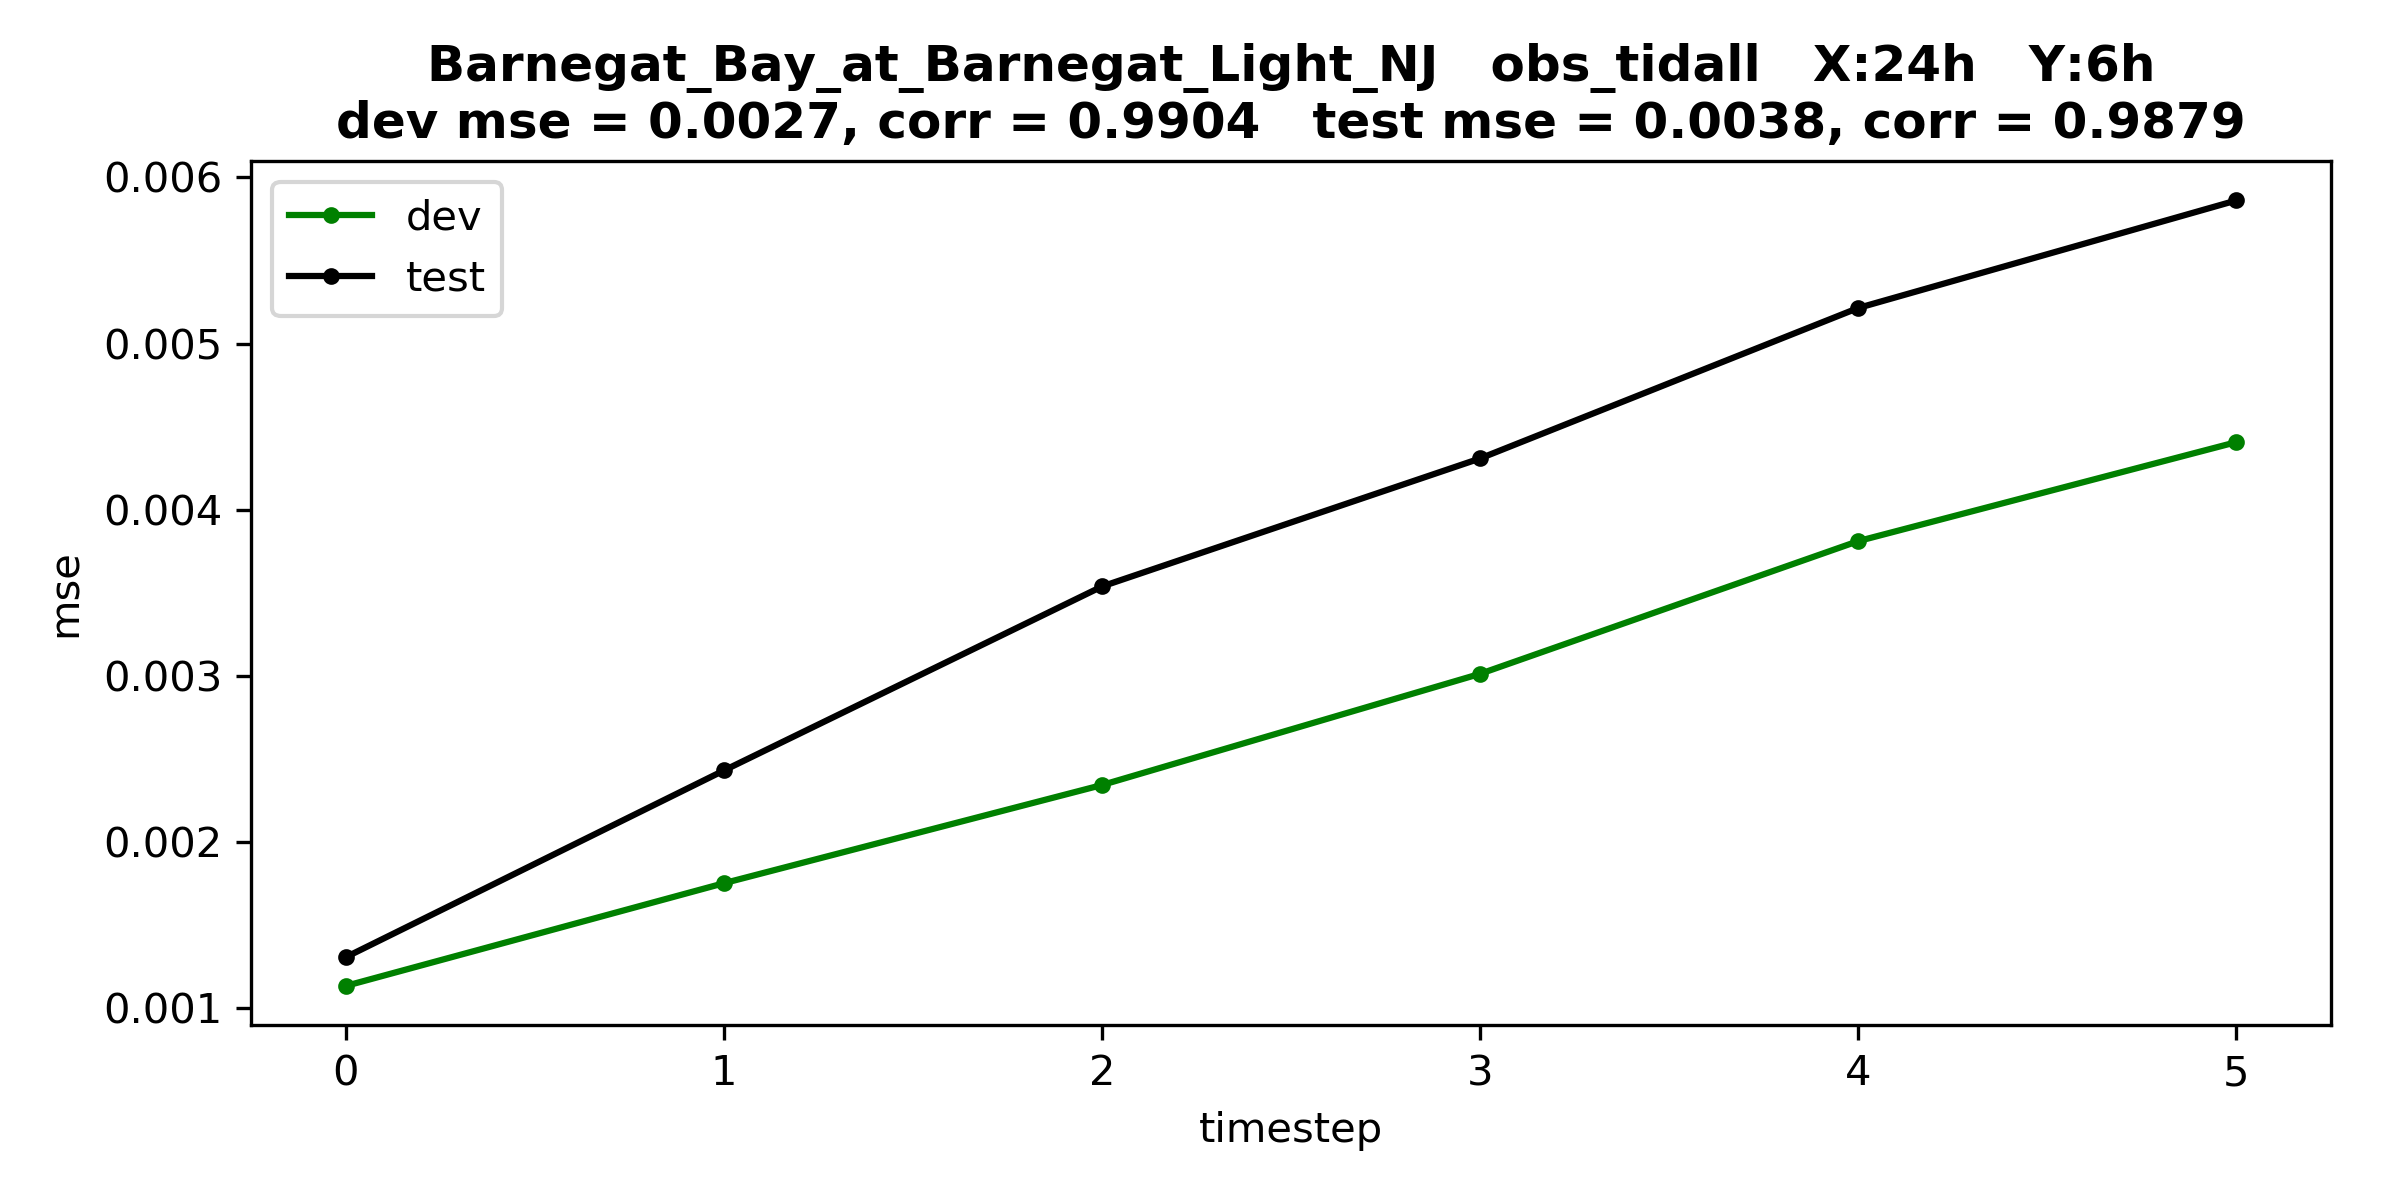 Barnegat_Bay_at_Barnegat_Light_NJ   obs_tidall   X:24h   Y:6h
dev mse = 0.0027, corr = 0.9904   test mse = 0.0038, corr = 0.9879
dev
test
0.006
0.005
0.004
0.003
0.002
0.001
mse
0 1 2 3 4 5
timestep